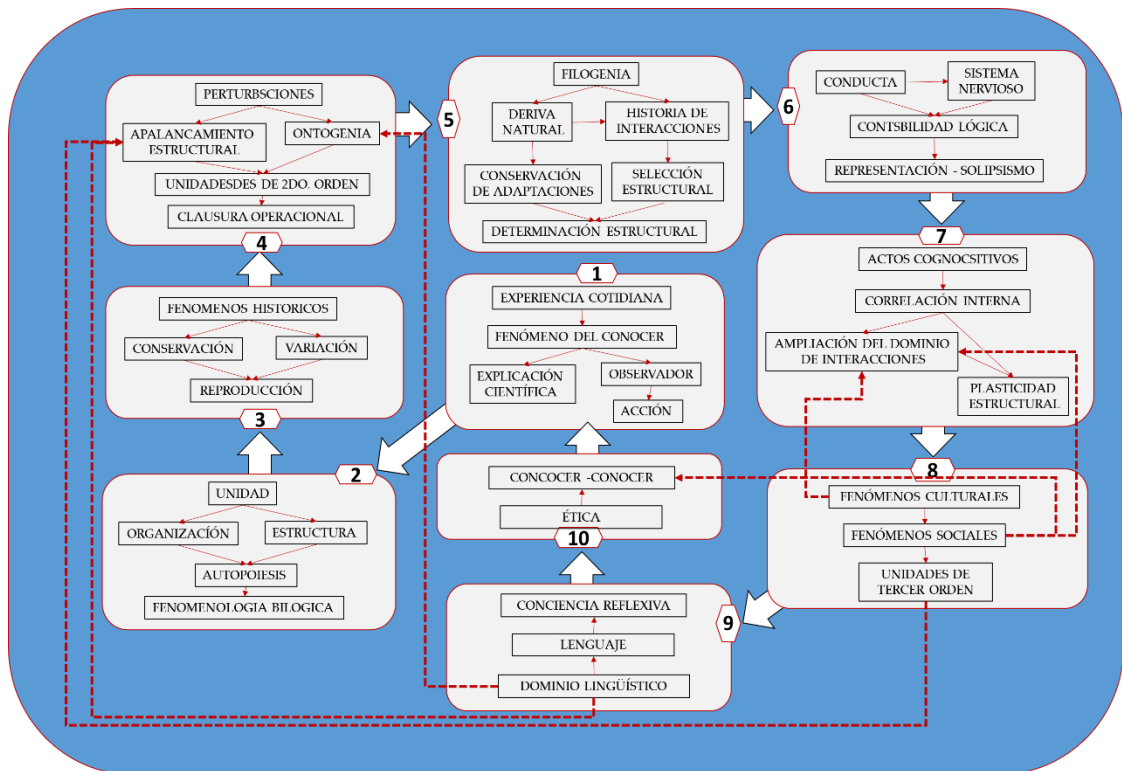 4
PERTURBSCIONES
APALANCAMIENTO
ESTRUCTURAL
ONTOGENIA
UNIDADESDES DE 2DO. ORDEN
CLAUSURA OPERACIONAL
5
FILOGENIA
DERIVA
NATURAL
HISTORIA DE
INTERACCIONES
CONSERVACIÓN
DE ADAPTACIONES
SELECCIÓN
ESTRUCTURAL
DETERMINACIÓN ESTRUCTURAL
6
CONDUCTA
SISTEMA
NERVIOSO
CONTSBILIDAD LÓGICA
REPRESENTACIÓN - SOLIPSISMO
3
FENOMENOS HISTORICOS
CONSERVACIÓN
VARIACIÓN
REPRODUCCIÓN
1
EXPERIENCIA COTIDIANA
FENÓMENO DEL CONOCER
EXPLICACIÓN
CIENTÍFICA
OBSERVADOR
ACCIÓN
7
ACTOS COGNOCSITIVOS
CORRELACIÓN INTERNA
AMPLIACIÓN DEL DOMINIO
DE INTERACCIONES
PLASTICIDAD
ESTRUCTURAL
2
UNIDAD
ORGANIZACÍÓN
ESTRUCTURA
AUTOPOIESIS
FENOMENOLOGIA BILOGICA
CONCOCER -CONOCER
ÉTICA
10
8
FENÓMENOS CULTURALES
FENÓMENOS SOCIALES
UNIDADES DE
TERCER ORDEN
9
CONCIENCIA REFLEXIVA
LENGUAJE
DOMINIO LINGÜÍSTICO